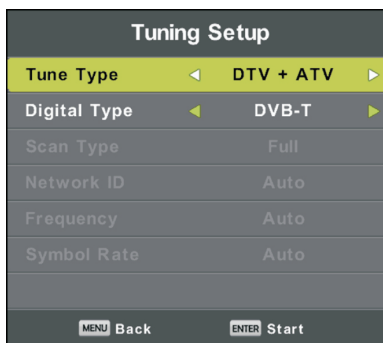 Tuning Setup
Tune Type DTV + ATV
Digital Type DVB-T
Scan Type Full
Network ID Auto
Frequency Auto
Symbol Rate Auto
MENU Back ENTER Start